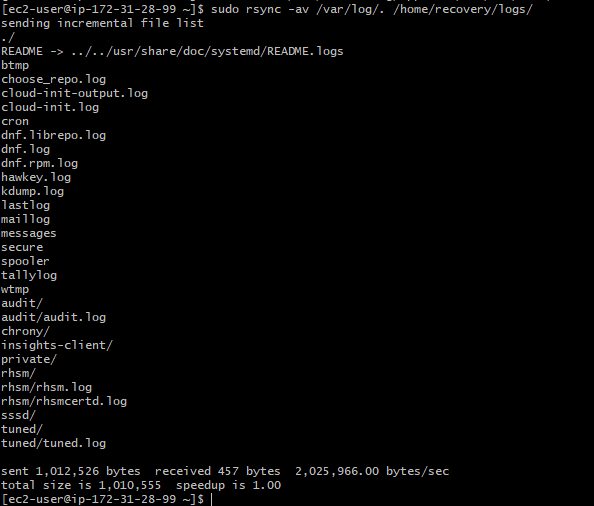 [ec2-user@ip-172-31-28-99 ~]$ sudo rsync -av /var/log/. /home/recovery/logs/
sending incremental file list
./
README -> ../../usr/share/doc/systemd/README.logs
btmp
choose_repo.log
cloud-init-output.log
cloud-init.log
cron
dnf.librepo.log
dnf.log
dnf.rpm.log
hawkey.log
kdump.log
lastlog
maillog
messages
secure
spooler
tallylog
wtmp
audit/
audit/audit.log
chrony/
insights-client/
private/
rhsm/
rhsm/rhsm.log
rhsm/rhsmcertd.log
sssd/
tuned/
tuned/tuned.log

sent 1,012,526 bytes  received 457 bytes  2,025,966.00 bytes/sec
total size is 1,010,555  speedup is 1.00
[ec2-user@ip-172-31-28-99 ~]$